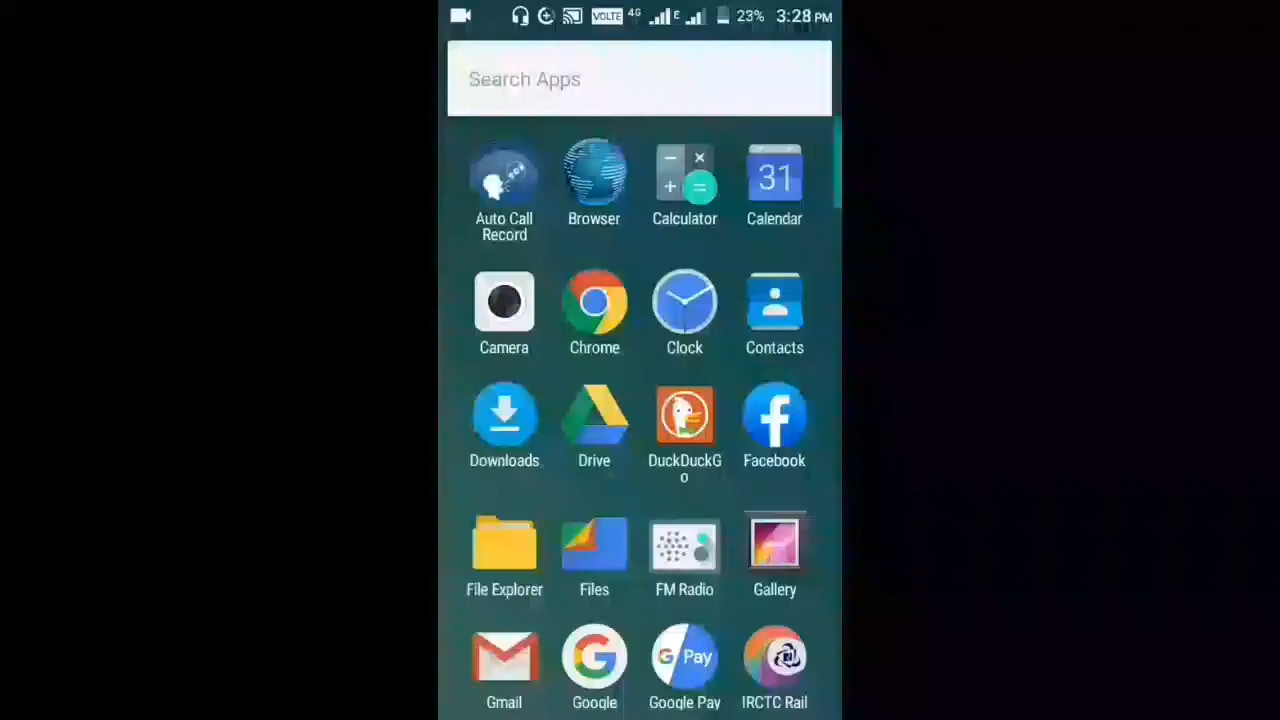 VOLTE 4G E 23% 3:28 PM
Search Apps
Auto Call
Record
Browser
Calculator
31
Calendar
Camera
Chrome
Clock
Contacts
Downloads
Drive
DuckDuckG
o
Facebook
File Explorer
Files
FM Radio
Gallery
G Pay
Gmail
Google
Google Pay
IRCTC Rail